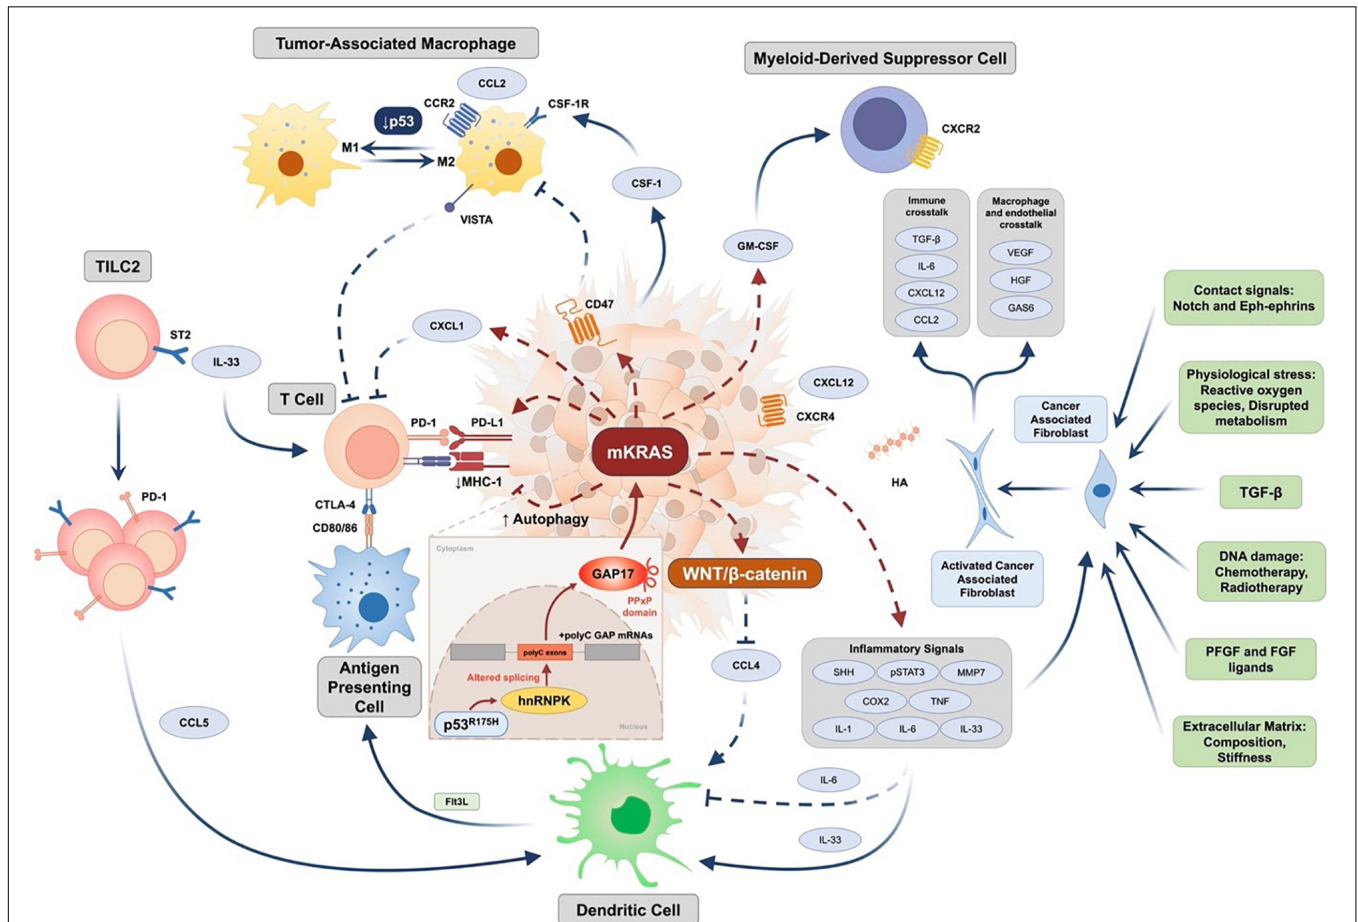 Tumor-Associated Macrophage
Myeloid-Derived Suppressor Cell
CCL2
CCR2
CSF-1R
↓p53
M1
M2
VISTA
CSF-1
CXCR2
GM-CSF
Immune
crosstalk
TGF-β
IL-6
CXCL12
CCL2
Macrophage
and endothelial
crosstalk
VEGF
HGF
GAS6
TILC2
ST2
IL-33
CXCL1
CD47
T Cell
PD-1
PD-L1
↓MHC-1
CTLA-4
CD80/86
mKRAS
CXCL12
CXCR4
HA
Cancer
Associated
Fibroblast
Activated Cancer
Associated
Fibroblast
Contact signals:
Notch and Eph-ephrins
Physiological stress:
Reactive oxygen
species, Disrupted
metabolism
TGF-β
DNA damage:
Chemotherapy,
Radiotherapy
PFGF and FGF
ligands
Extracellular Matrix:
Composition,
Stiffness
PD-1
↑ Autophagy
Cytoplasm
GAP17
PPxP
domain
+polyC GAP mRNAs
polyC exons
Altered splicing
hnRNPK
p53R175H
Nucleus
WNT/β-catenin
CCL4
Inflammatory Signals
SHH
pSTAT3
MMP7
COX2
TNF
IL-1
IL-6
IL-33
Antigen
Presenting
Cell
CCL5
Flt3L
IL-6
IL-33
Dendritic Cell